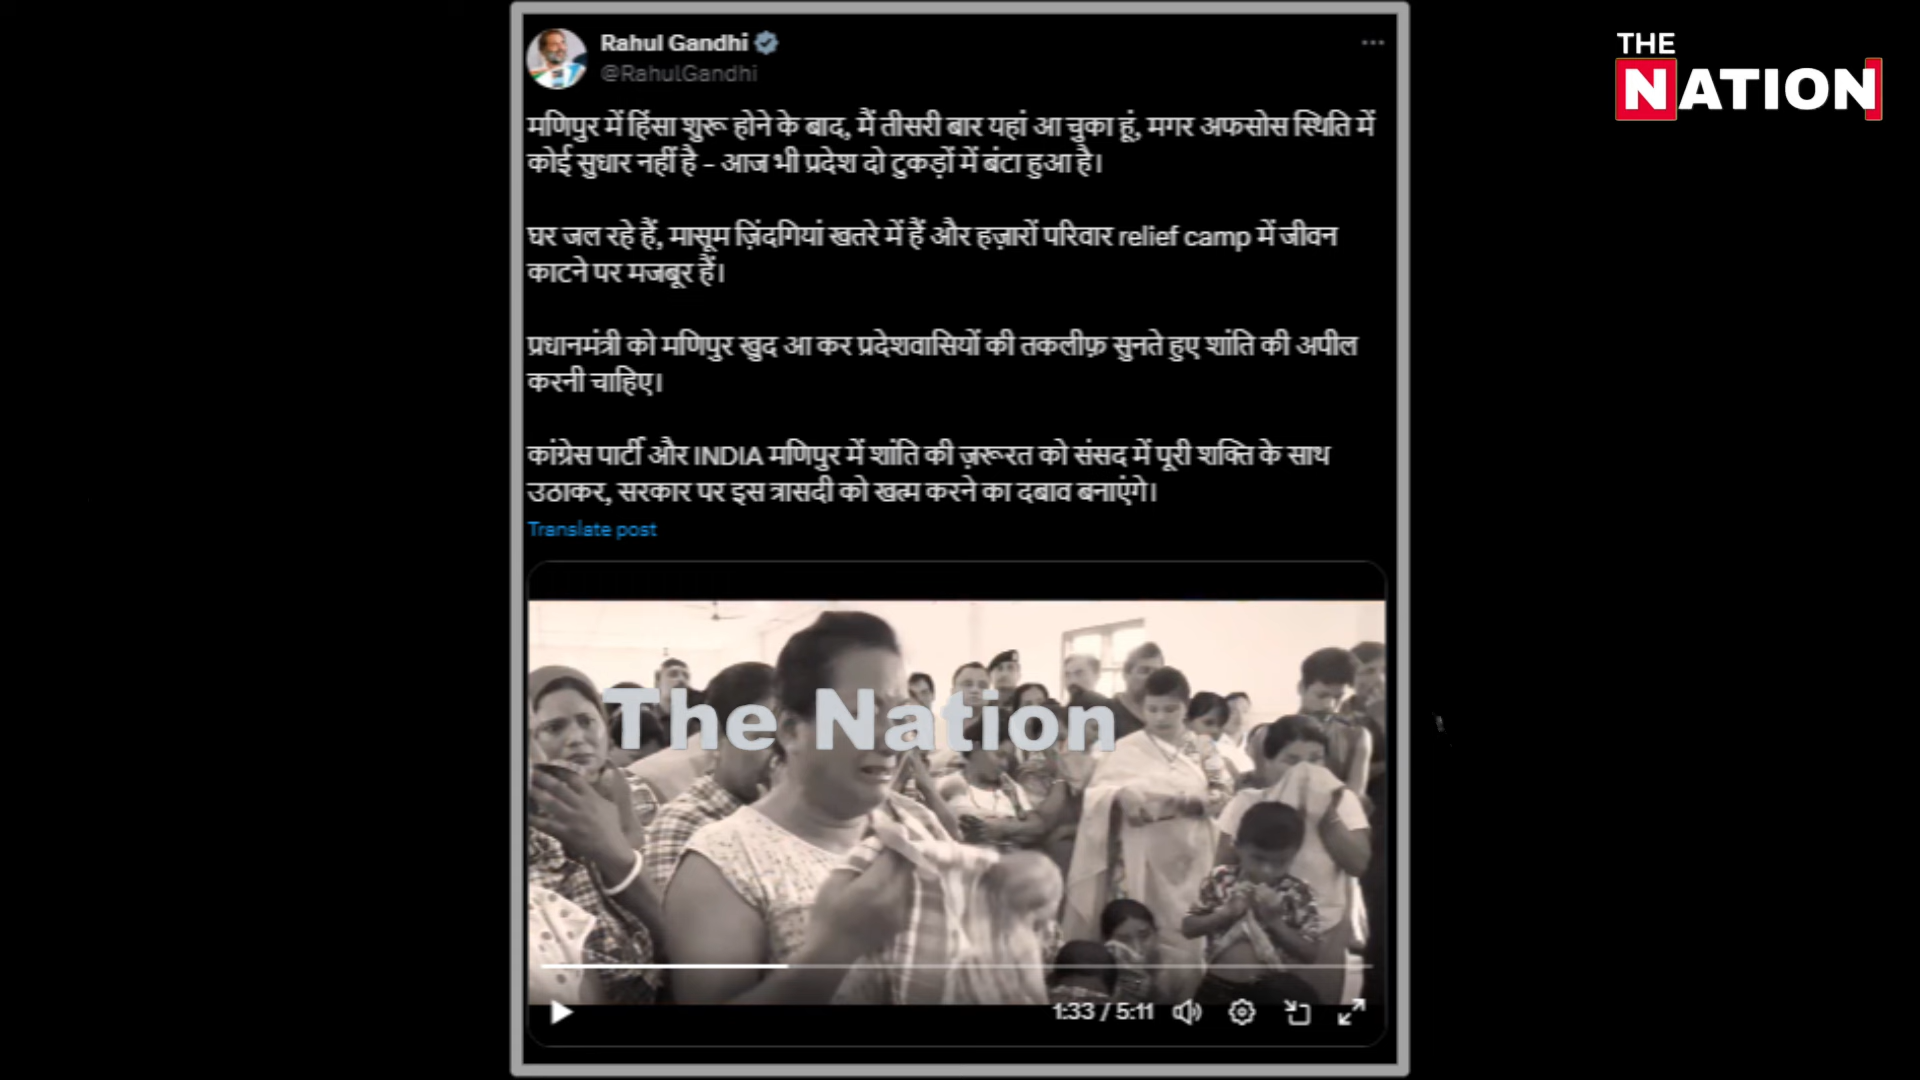 Rahul Gandhi
@RahulGandhi
THE
NATION
मणिपुर में हिंसा शुरू होने के बाद, मैं तीसरी बार यहां आ चुका हूं, मगर अफसोस स्थिति में
कोई सुधार नहीं है - आज भी प्रदेश दो टुकड़ों में बंटा हुआ है।
घर जल रहे हैं, मासूम ज़िंदगियां खतरे में हैं और हज़ारों परिवार relief camp में जीवन
काटने पर मजबूर हैं।
प्रधानमंत्री को मणिपुर खुद आ कर प्रदेशवासियों की तकलीफ़ सुनते हुए शांति की अपील
करनी चाहिए।
कांग्रेस पार्टी और INDIA मणिपुर में शांति की ज़रूरत को संसद में पूरी शक्ति के साथ
उठाकर, सरकार पर इस त्रासदी को खत्म करने का दबाव बनाएंगे।
Translate post
The Nation
1:33 / 5:11